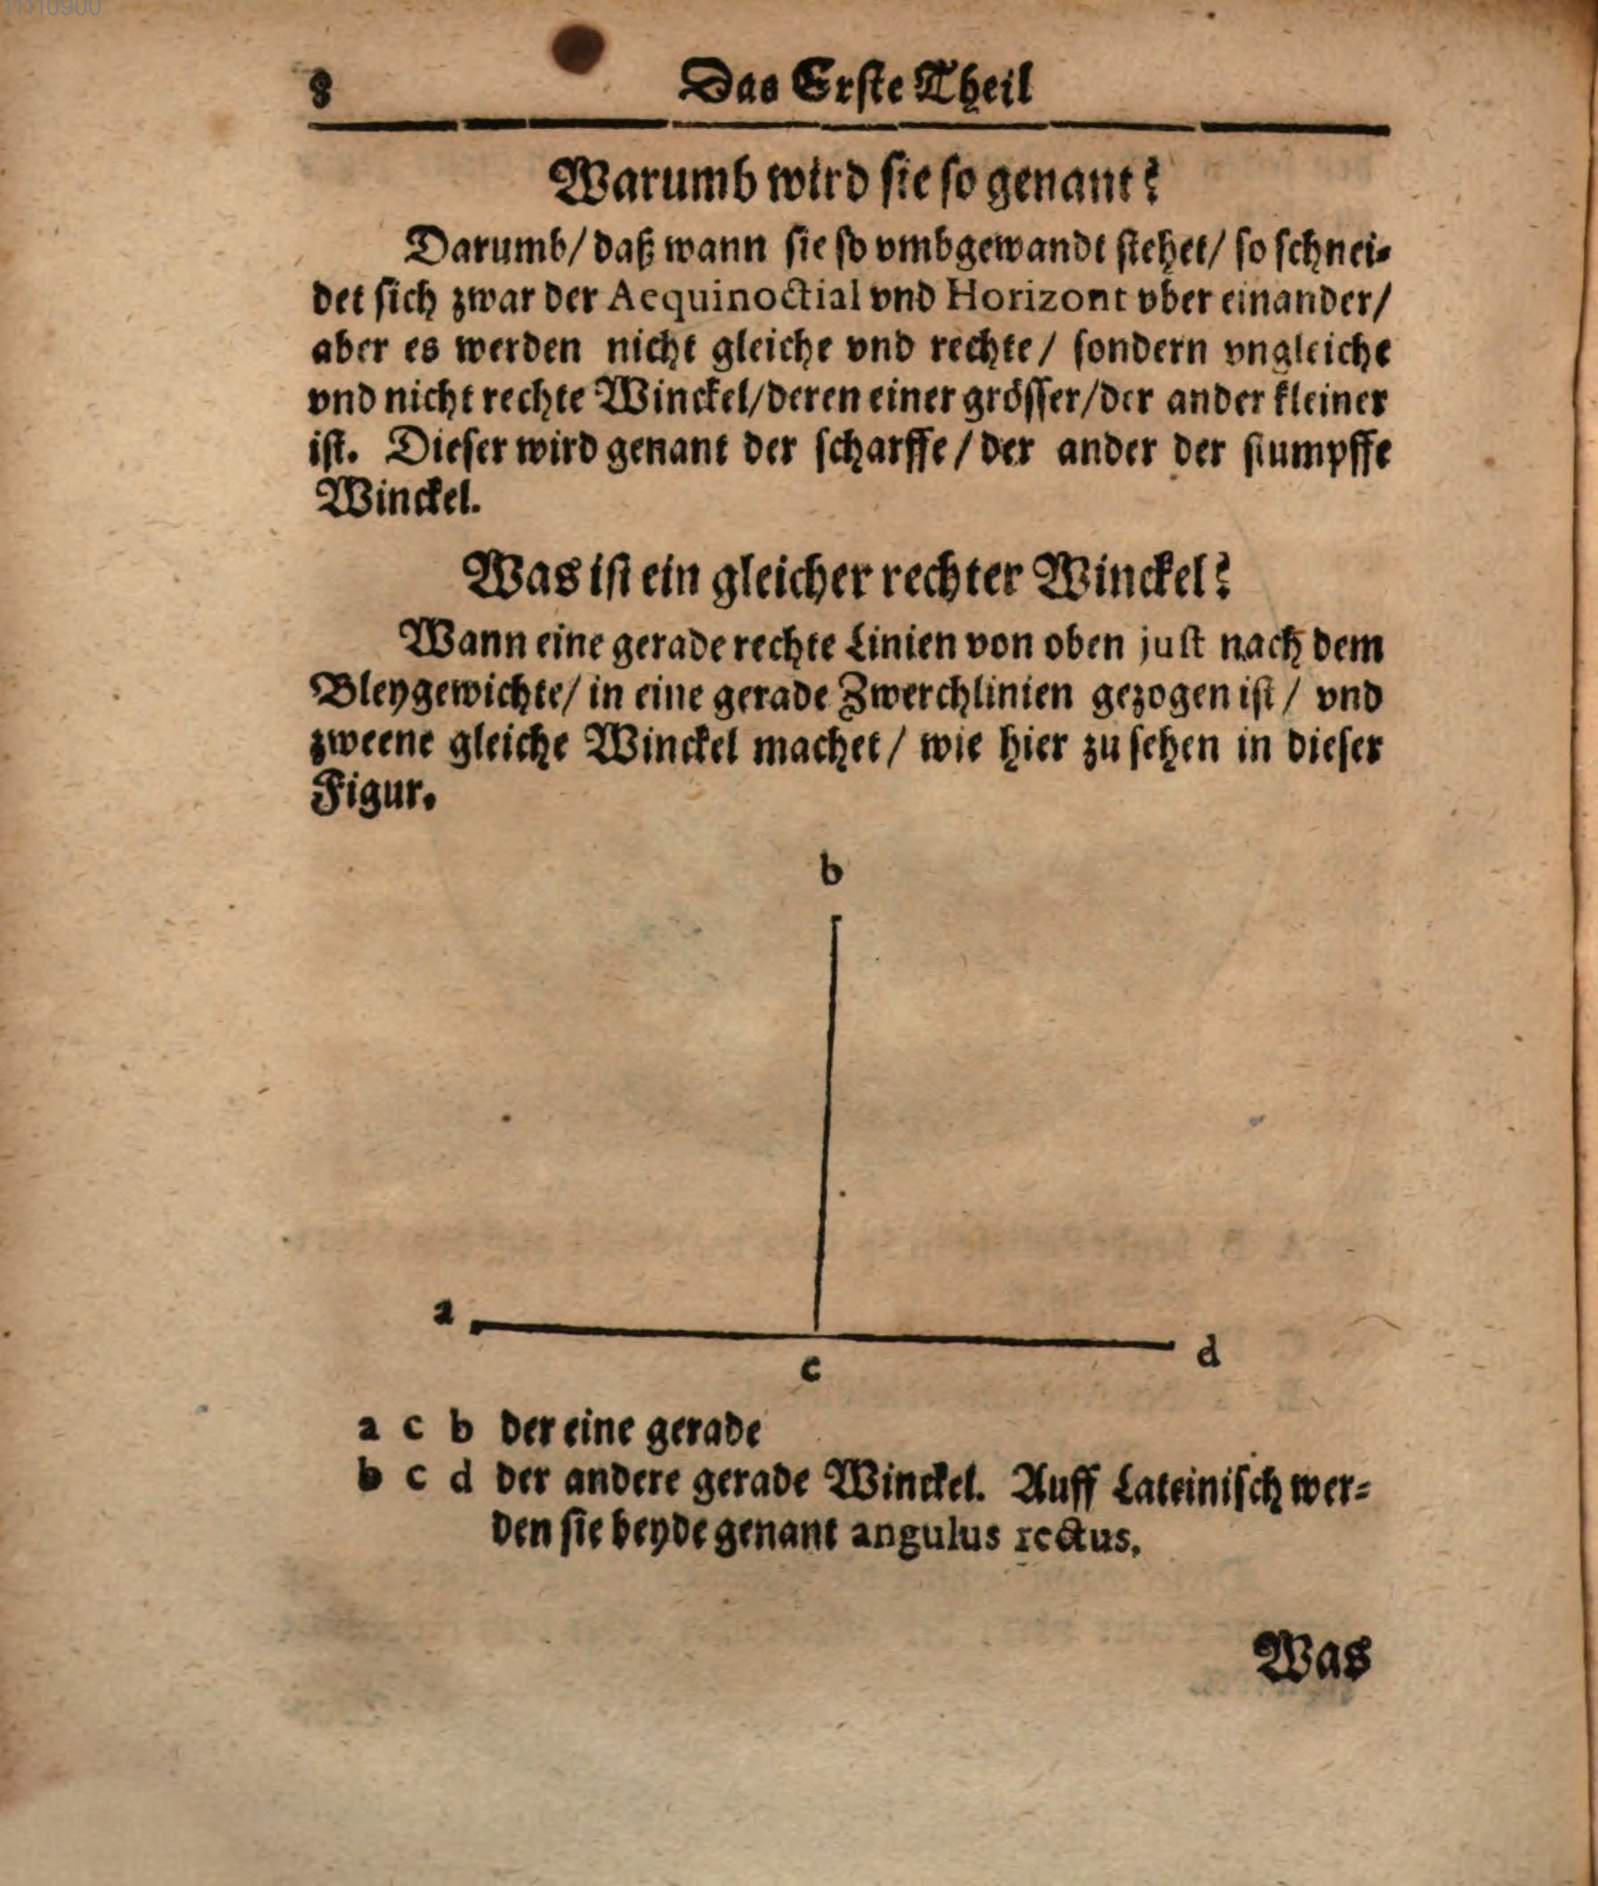 11110900
8 Das Erste Theil
Warumb wird sie so genant?
Darumb/ daß wann sie so vmbgewandt stehet/ so schnei-
det sich zwar der Aequinoctial vnd Horizont vber einander/
aber es werden nicht gleiche vnd rechte/ sondern vngleiche
vnd nicht rechte Winckel/deren einer grösser/der ander kleiner
ist. Dieser wird genant der scharffe/der ander der stumpffe
Winckel.
Was ist ein gleicher rechter Winckel?
Wann eine gerade rechte Linien von oben just nach dem
Bleygewichte/ in eine gerade Zwerchlinien gezogen ist/ vnd
zweene gleiche Winckel machet/ wie hier zu sehen in dieser
Figur.
b
a
d
c
a c b der eine gerade
b c d der andere gerade Winckel. Auff Lateinisch wer-
den sie beyde genant angulus rectus.
Was